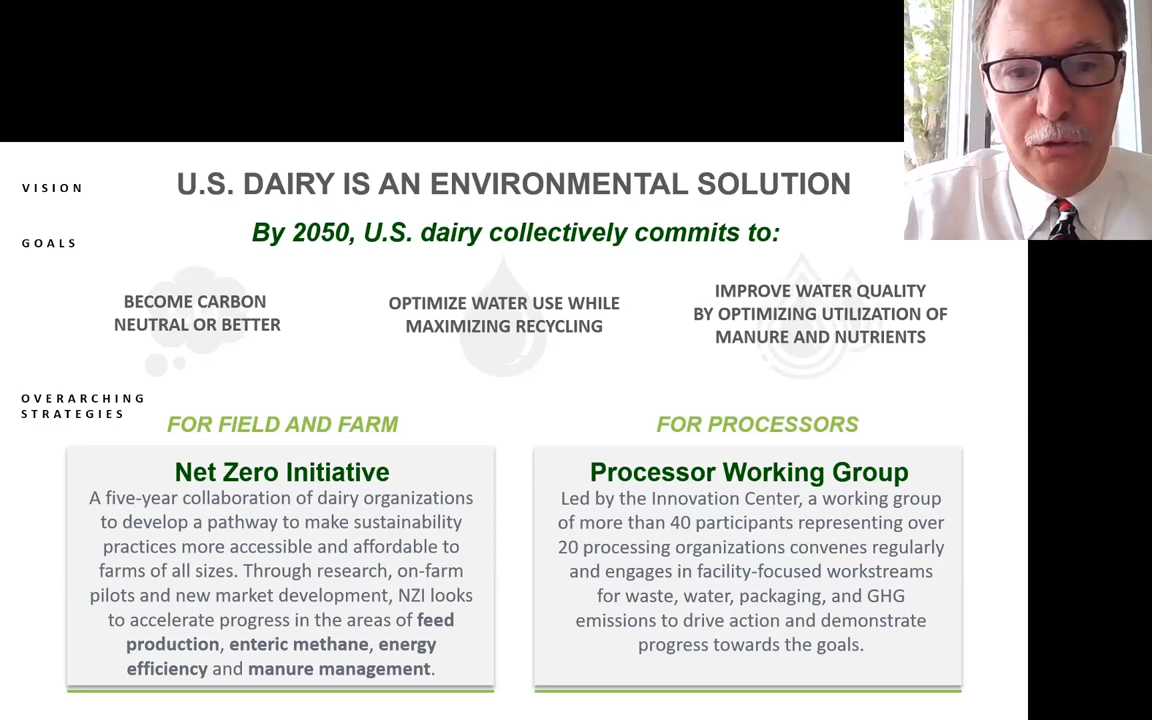 VISION
U.S. DAIRY IS AN ENVIRONMENTAL SOLUTION
GOALS
By 2050, U.S. dairy collectively commits to:
BECOME CARBON
NEUTRAL OR BETTER
OPTIMIZE WATER USE WHILE
MAXIMIZING RECYCLING
IMPROVE WATER QUALITY
BY OPTIMIZING UTILIZATION OF
MANURE AND NUTRIENTS
OVERARCHING
STRATEGIES
FOR FIELD AND FARM
Net Zero Initiative
A five-year collaboration of dairy organizations
to develop a pathway to make sustainability
practices more accessible and affordable to
farms of all sizes. Through research, on-farm
pilots and new market development, NZI looks
to accelerate progress in the areas of feed
production, enteric methane, energy
efficiency and manure management.
FOR PROCESSORS
Processor Working Group
Led by the Innovation Center, a working group
of more than 40 participants representing over
20 processing organizations convenes regularly
and engages in facility-focused workstreams
for waste, water, packaging, and GHG
emissions to drive action and demonstrate
progress towards the goals.